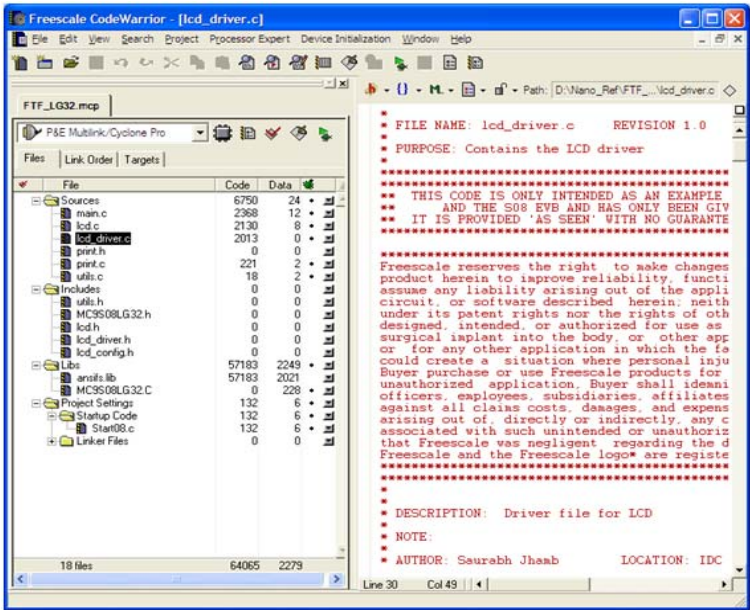 Freescale CodeWarrior - [lcd_driver.c]
File Edit View Search Project Processor Expert Device Initialization Window Help
Path: D:\Nano_Ref\FTF_...\lcd_driver.c
FTF_LG32.mcp
P&E Multilink/Cyclone Pro
Files Link Order Targets
File Code Data
Sources 6750 24
main.c 2368 12
lcd.c 2130 8
lcd_driver.c 2013 0
print.h 0 0
print.c 221 2
utils.c 18 2
Includes 0 0
utils.h 0 0
MC9S08LG32.h 0 0
lcd.h 0 0
lcd_driver.h 0 0
lcd_config.h 0 0
Libs 57183 2249
ansifs.lib 57183 2021
MC9S08LG32.C 0 228
Project Settings 132 6
Startup Code 132 6
Start08.c 132 6
Linker Files 0 0
18 files 64065 2279
* FILE NAME: lcd_driver.c REVISION 1.0
*
* PURPOSE: Contains the LCD driver
*
** THIS CODE IS ONLY INTENDED AS AN EXAMPLE
** AND THE S08 EVB AND HAS ONLY BEEN GIV
** IT IS PROVIDED 'AS SEEN' WITH NO GUARANTE
Freescale reserves the right to make changes
product herein to improve reliability, functi
assume any liability arising out of the appli
circuit, or software described herein; neith
under its patent rights nor the rights of oth
designed, intended, or authorized for use as
surgical implant into the body, or other app
or for any other application in which the fa
could create a situation where personal inju
Buyer purchase or use Freescale products for
unauthorized application, Buyer shall idemni
officers, employees, subsidiaries, affiliates
against all claims costs, damages, and expens
arising out of, directly or indirectly, any c
associated with such unintended or unauthoriz
that Freescale was negligent regarding the d
Freescale and the Freescale logo* are registe
*
*
* DESCRIPTION: Driver file for LCD
*
* NOTE:
*
* AUTHOR: Saurabh Jhamb LOCATION: IDC
Line 30 Col 49